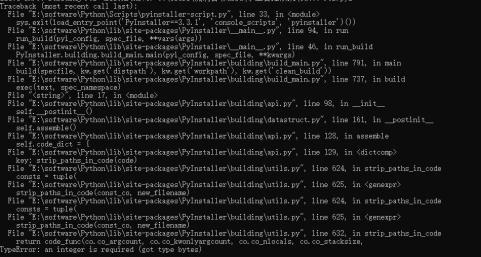 Traceback (most recent call last):
File "E:\software\Python\Scripts\pyinstaller-script.py", line 33, in <module>
sys.exit(load_entry_point('PyInstaller==3.1', 'console_scripts', 'pyinstaller')())
File "E:\software\Python\lib\site-packages\PyInstaller\__main__.py", line 94, in run
run_build(pyi_config, spec_file, **vars(args))
File "E:\software\Python\lib\site-packages\PyInstaller\__main__.py", line 46, in run_build
PyInstaller.building.build_main.main(pyi_config, spec_file, **kwargs)
File "E:\software\Python\lib\site-packages\PyInstaller\building\build_main.py", line 791, in main
build(specfile, kw.get('distpath'), kw.get('workpath'), kw.get('clean_build'))
File "E:\software\Python\lib\site-packages\PyInstaller\building\build_main.py", line 737, in build
exec(text, spec_namespace)
File "<string>", line 17, in <module>
File "E:\software\Python\lib\site-packages\PyInstaller\building\api.py", line 98, in __init__
self.__postinit__()
File "E:\software\Python\lib\site-packages\PyInstaller\building\datastruct.py", line 161, in __postinit__
self.assemble()
File "E:\software\Python\lib\site-packages\PyInstaller\building\api.py", line 128, in assemble
self.code_dict = {
File "E:\software\Python\lib\site-packages\PyInstaller\building\api.py", line 129, in <dictcomp>
key: strip_paths_in_code(code)
File "E:\software\Python\lib\site-packages\PyInstaller\building\utils.py", line 624, in strip_paths_in_code
consts = tuple(
File "E:\software\Python\lib\site-packages\PyInstaller\building\utils.py", line 625, in <genexpr>
strip_paths_in_code(const_co, new_filename)
File "E:\software\Python\lib\site-packages\PyInstaller\building\utils.py", line 624, in strip_paths_in_code
consts = tuple(
File "E:\software\Python\lib\site-packages\PyInstaller\building\utils.py", line 625, in <genexpr>
strip_paths_in_code(const_co, new_filename)
File "E:\software\Python\lib\site-packages\PyInstaller\building\utils.py", line 632, in strip_paths_in_code
return code_func(co.co_argcount, co.co_kwonlyargcount, co.co_nlocals, co.co_stacksize,
TypeError: an integer is required (got type bytes)